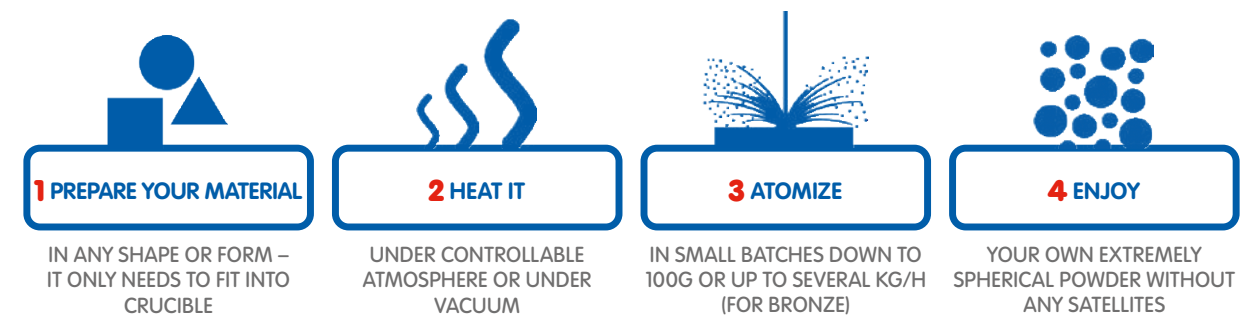 1 PREPARE YOUR MATERIAL
IN ANY SHAPE OR FORM –
IT ONLY NEEDS TO FIT INTO
CRUCIBLE
2 HEAT IT
UNDER CONTROLLABLE
ATMOSPHERE OR UNDER
VACUUM
3 ATOMIZE
IN SMALL BATCHES DOWN TO
100G OR UP TO SEVERAL KG/H
(FOR BRONZE)
4 ENJOY
YOUR OWN EXTREMELY
SPHERICAL POWDER WITHOUT
ANY SATELLITES